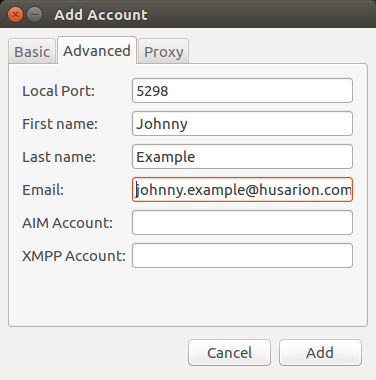 Add Account
Basic Advanced Proxy
Local Port: 5298
First name: Johnny
Last name: Example
Email: johnny.example@husarion.com
AIM Account:
XMPP Account:
Cancel Add